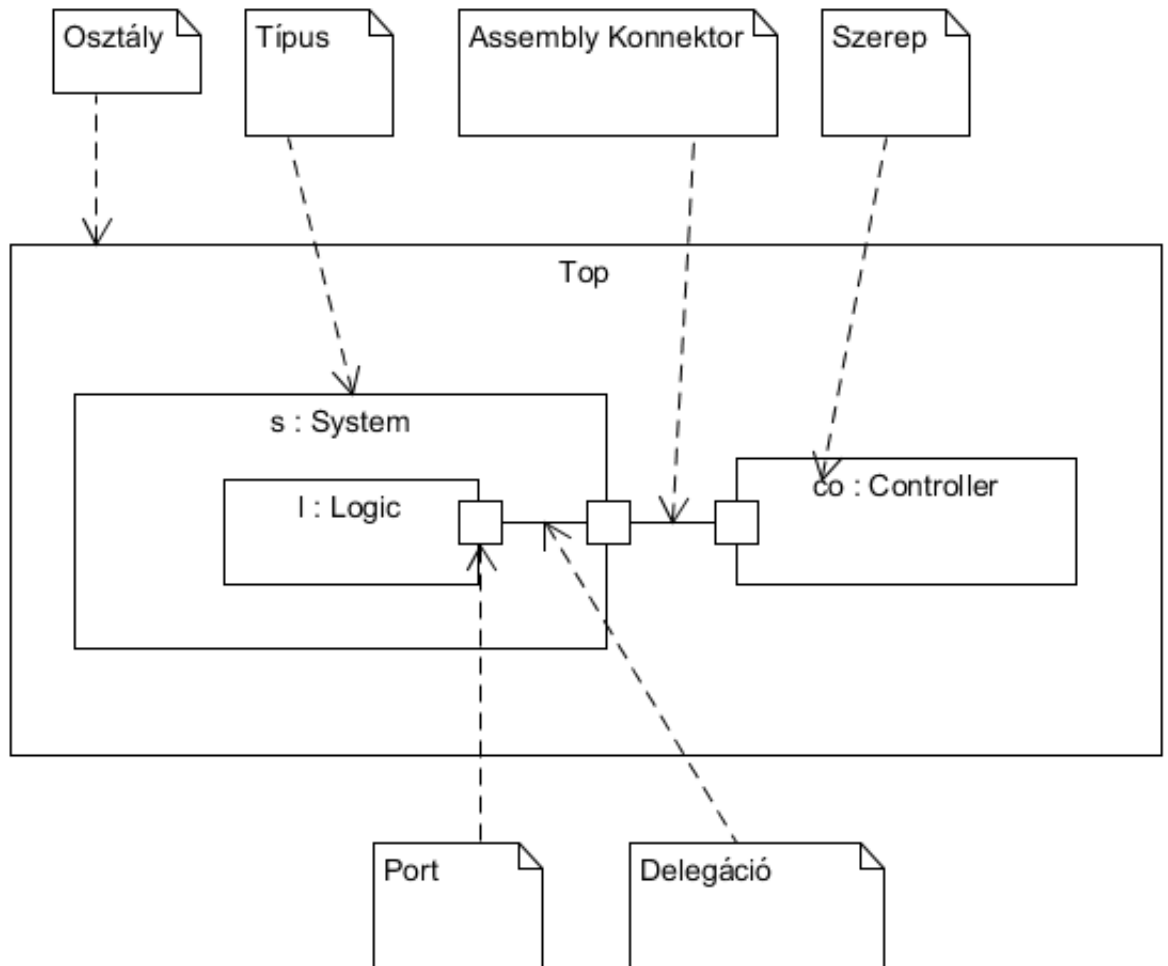 Osztály
Típus
Assembly Konnektor
Szerep
Top
s : System
l : Logic
co : Controller
Port
Delegáció